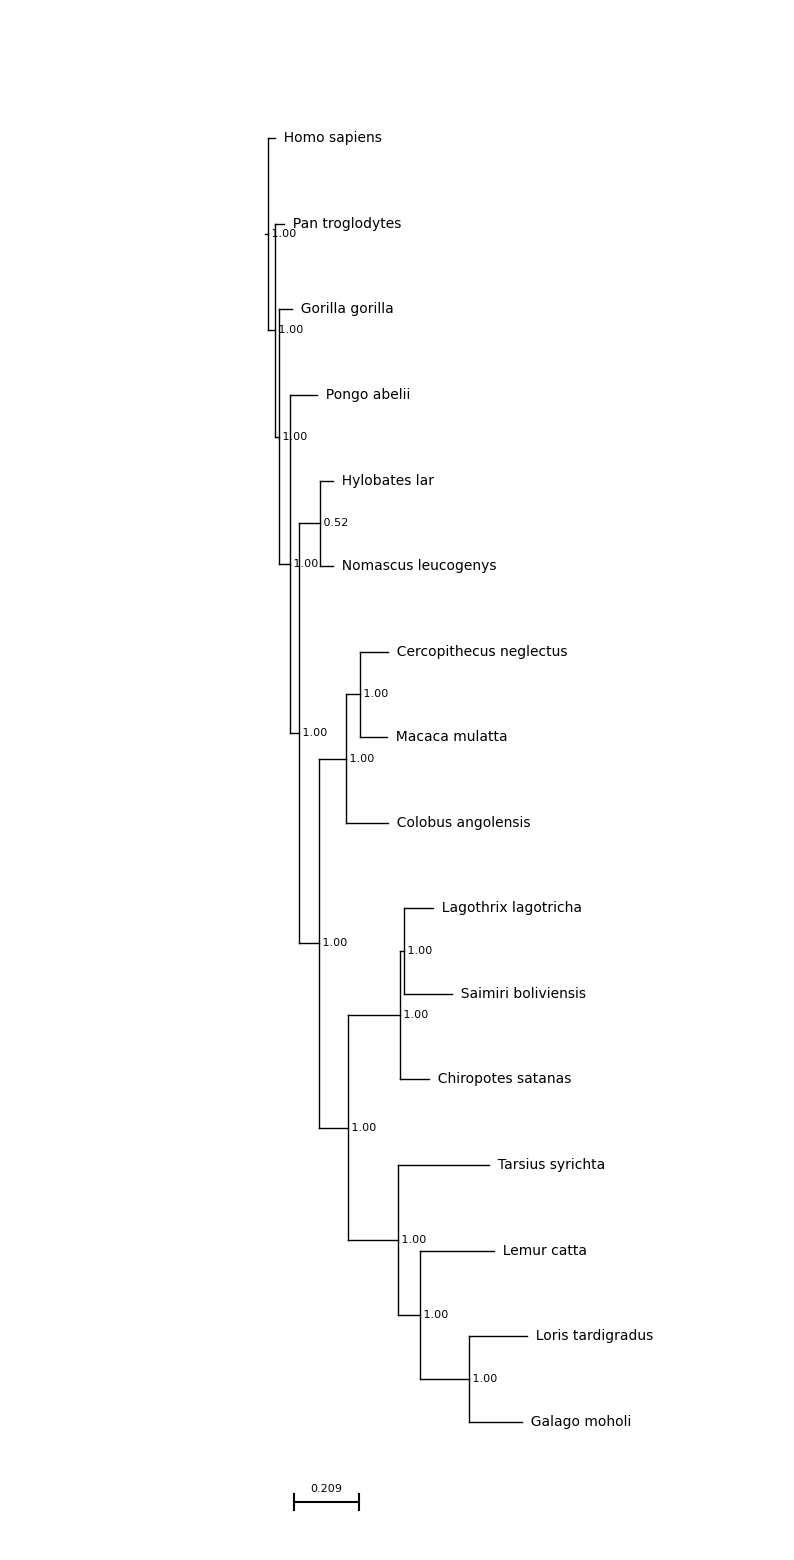 Homo sapiens
Pan troglodytes
1.00
Gorilla gorilla
1.00
Pongo abelii
1.00
Hylobates lar
0.52
1.00
Nomascus leucogenys
Cercopithecus neglectus
1.00
1.00
Macaca mulatta
1.00
Colobus angolensis
Lagothrix lagotricha
1.00
1.00
Saimiri boliviensis
1.00
Chiropotes satanas
1.00
Tarsius syrichta
1.00
Lemur catta
1.00
Loris tardigradus
1.00
Galago moholi
0.209